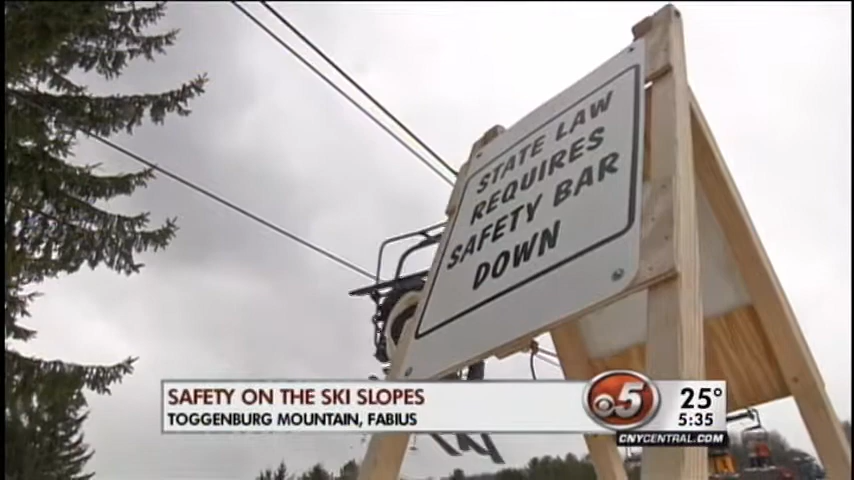 STATE LAW
REQUIRES
SAFETY BAR
DOWN
SAFETY ON THE SKI SLOPES
TOGGENBURG MOUNTAIN, FABIUS
5
25°
5:35
CNYCENTRAL.COM